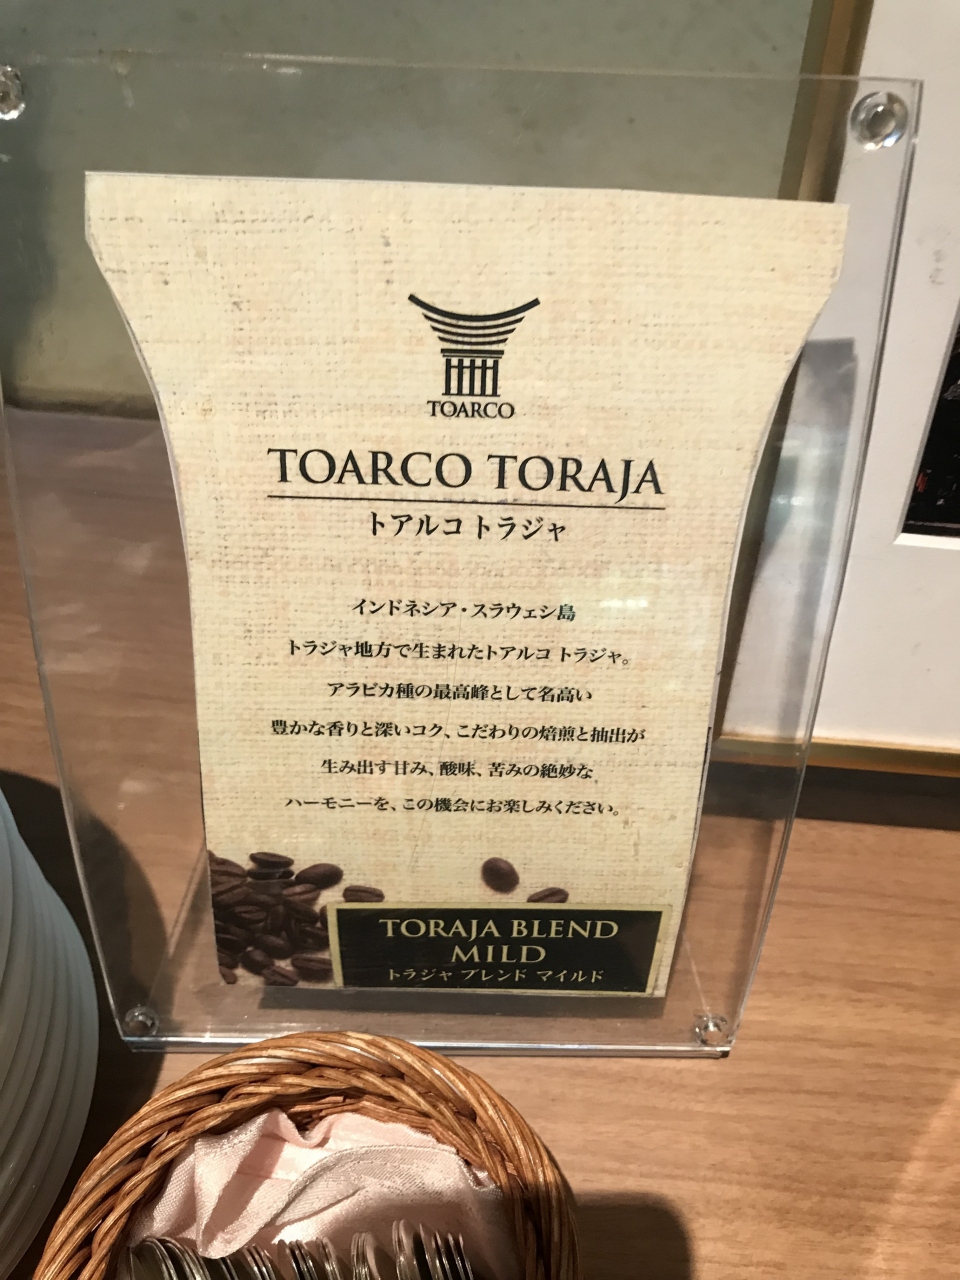 TOARCO
TOARCO TORAJA
トアルコ トラジャ
インドネシア・スラウェシ島
トラジャ地方で生まれたトアルコ トラジャ。
アラビカ種の最高峰として名高い
豊かな香りと深いコク、こだわりの焙煎と抽出が
生み出す甘み、酸味、苦みの絶妙な
ハーモニーを、この機会にお楽しみください。
TORAJA BLEND
MILD
トラジャ ブレンド マイルド